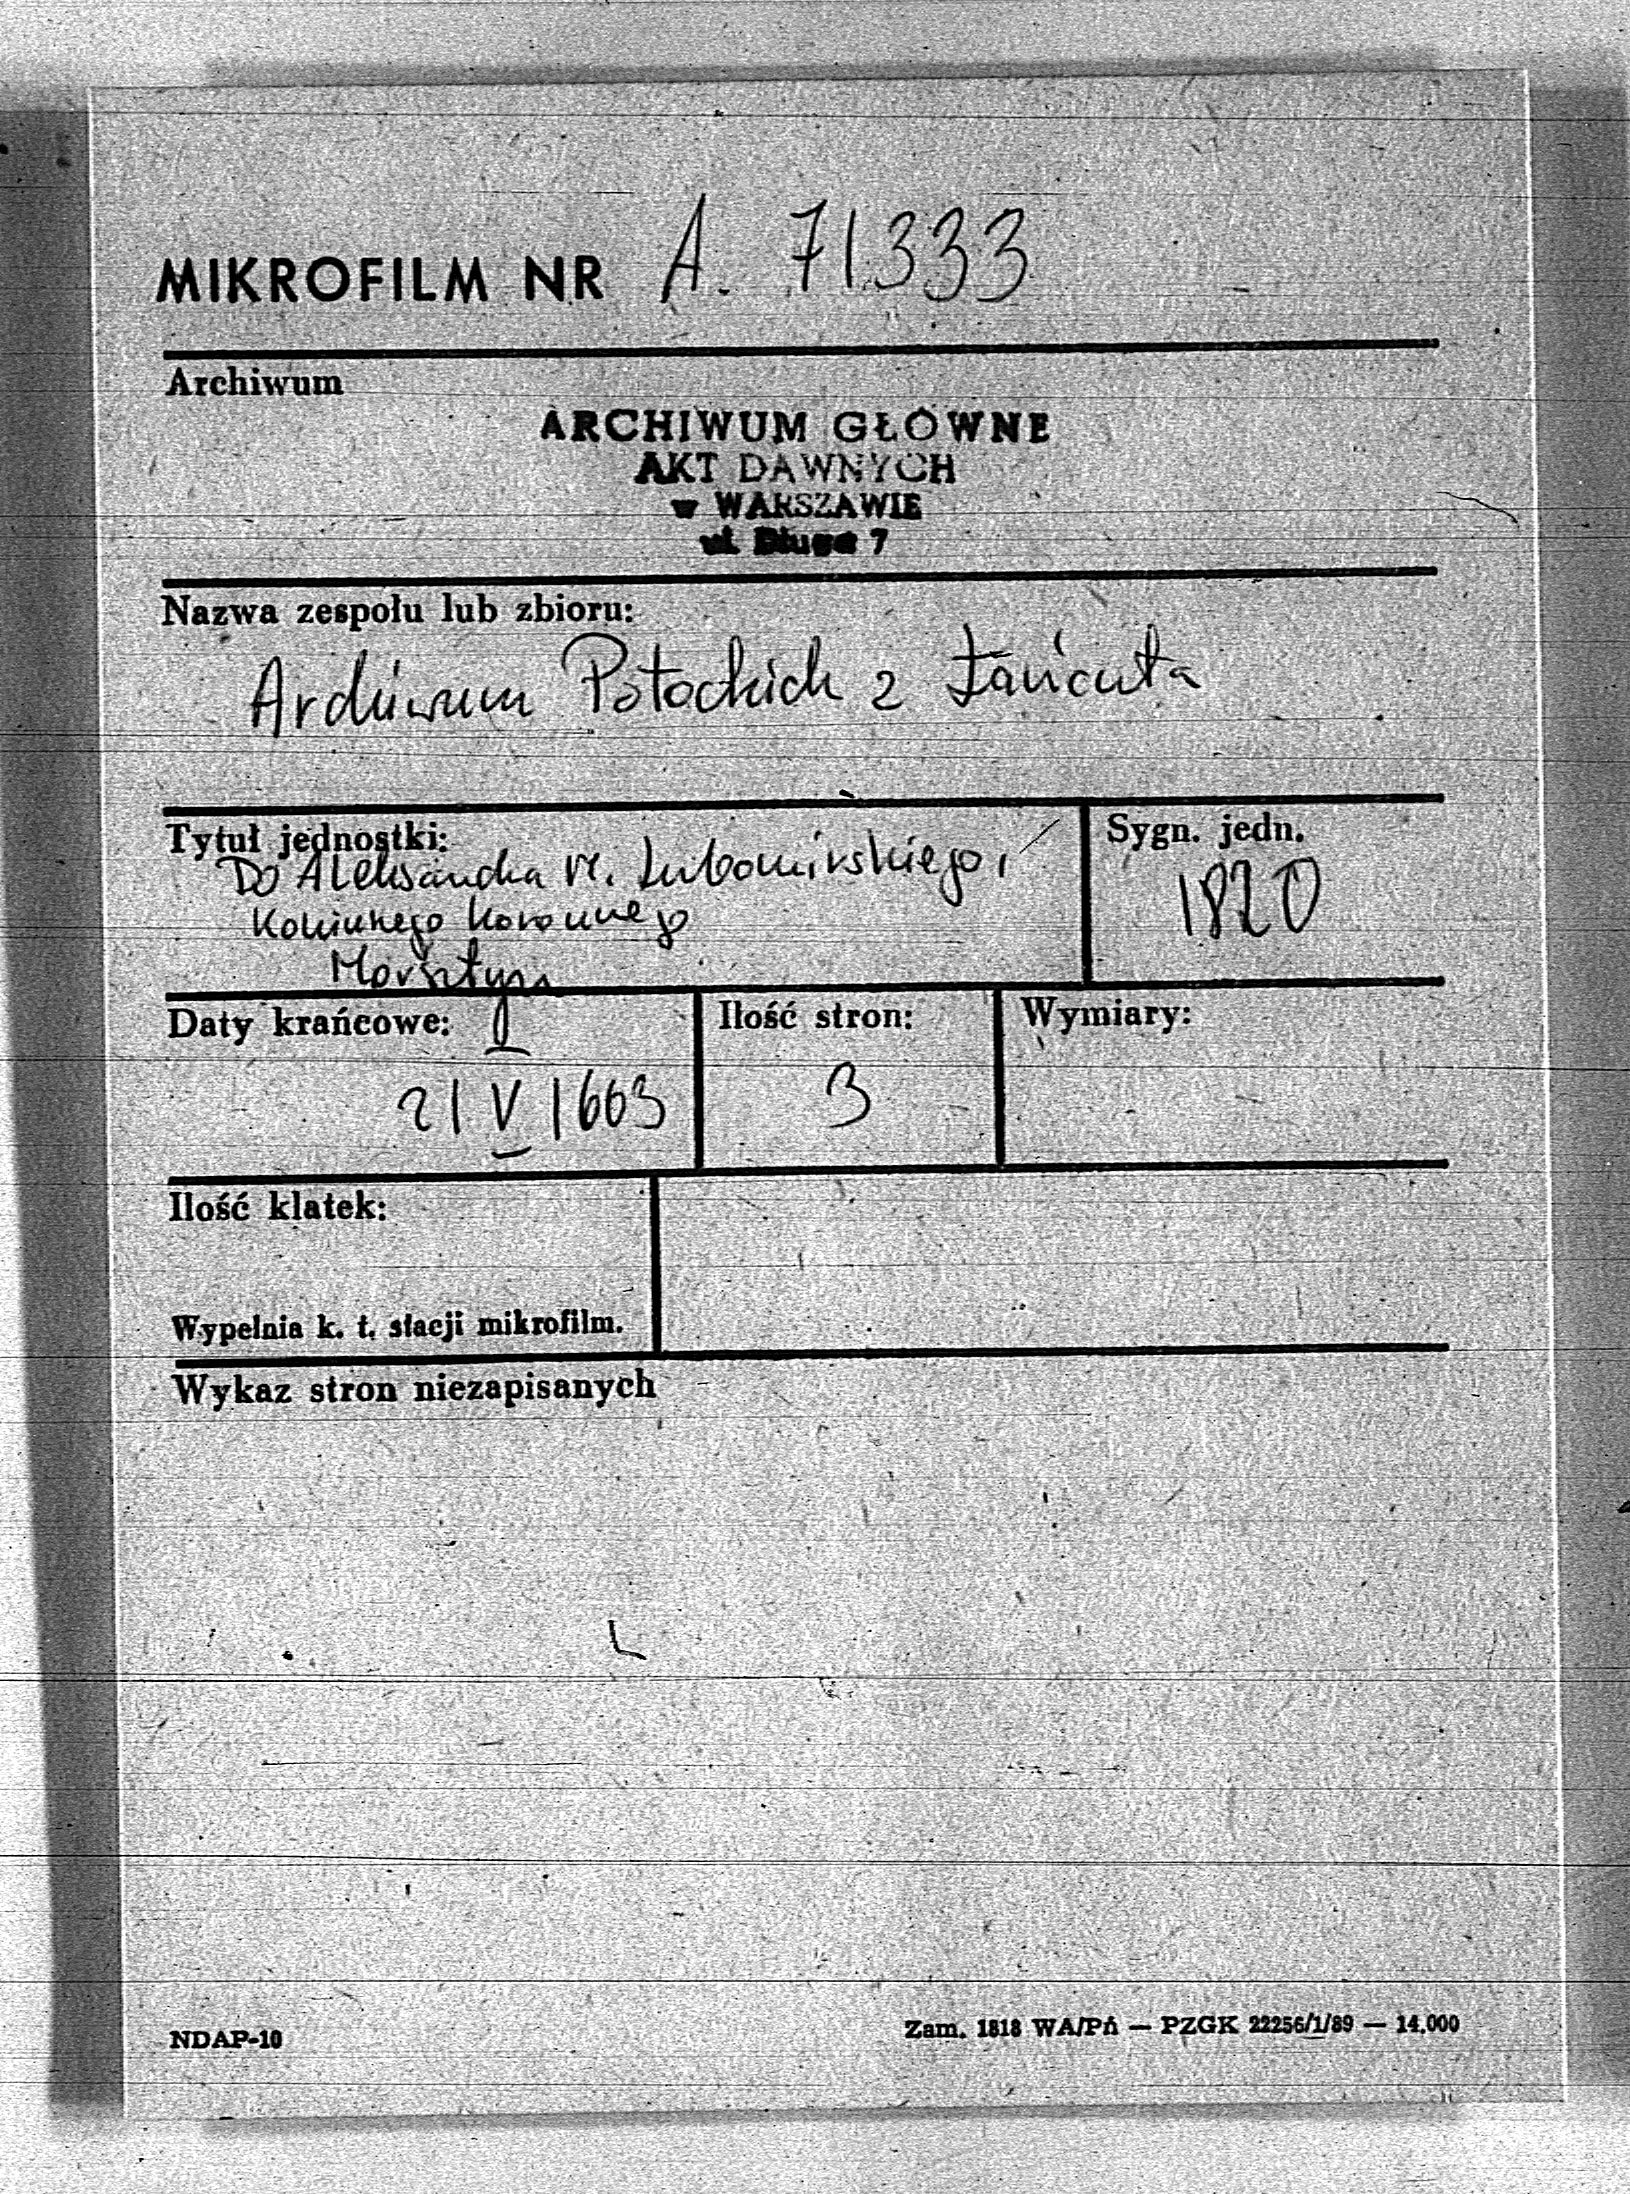 MIKROFILM NR A. 71333
Archiwum
ARCHIWUM GŁÓWNE
AKT DAWNYCH
w WARSZAWIE
ul. Długa 7
Nazwa zespołu lub zbioru:
Archiwum Potockich z Łańcuta
Tytuł jednostki:
Do Aleksandra M. Lubomirskiego,
Koniunego Koronnego
Morsztyn
Sygn. jedn.
1820
Daty krańcowe:
21 V 1663
Ilość stron:
3
Wymiary:
Ilość klatek:
Wypełnia k. t. stacji mikrofilm.
Wykaz stron niezapisanych
NDAP-10
Zam. 1818 WA/Pń — PZGK 22256/1/89 — 14.000